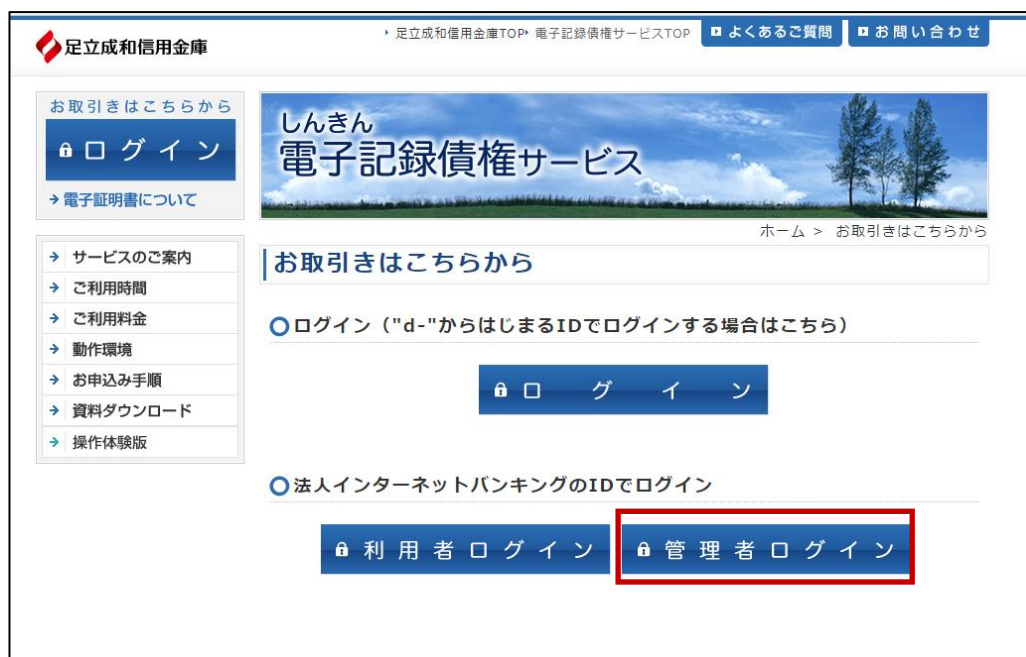 足立成和信用金庫
足立成和信用金庫TOP 電子記録債権サービスTOP よくあるご質問 お問い合わせ
お取引きはこちらから
ログイン
電子証明書について
しんきん
電子記録債権サービス
ホーム > お取引きはこちらから
サービスのご案内
ご利用時間
ご利用料金
動作環境
お申込み手順
資料ダウンロード
操作体験版
お取引きはこちらから
ログイン("d-"からはじまるIDでログインする場合はこちら)
ログイン
法人インターネットバンキングのIDでログイン
利用者ログイン 管理者ログイン